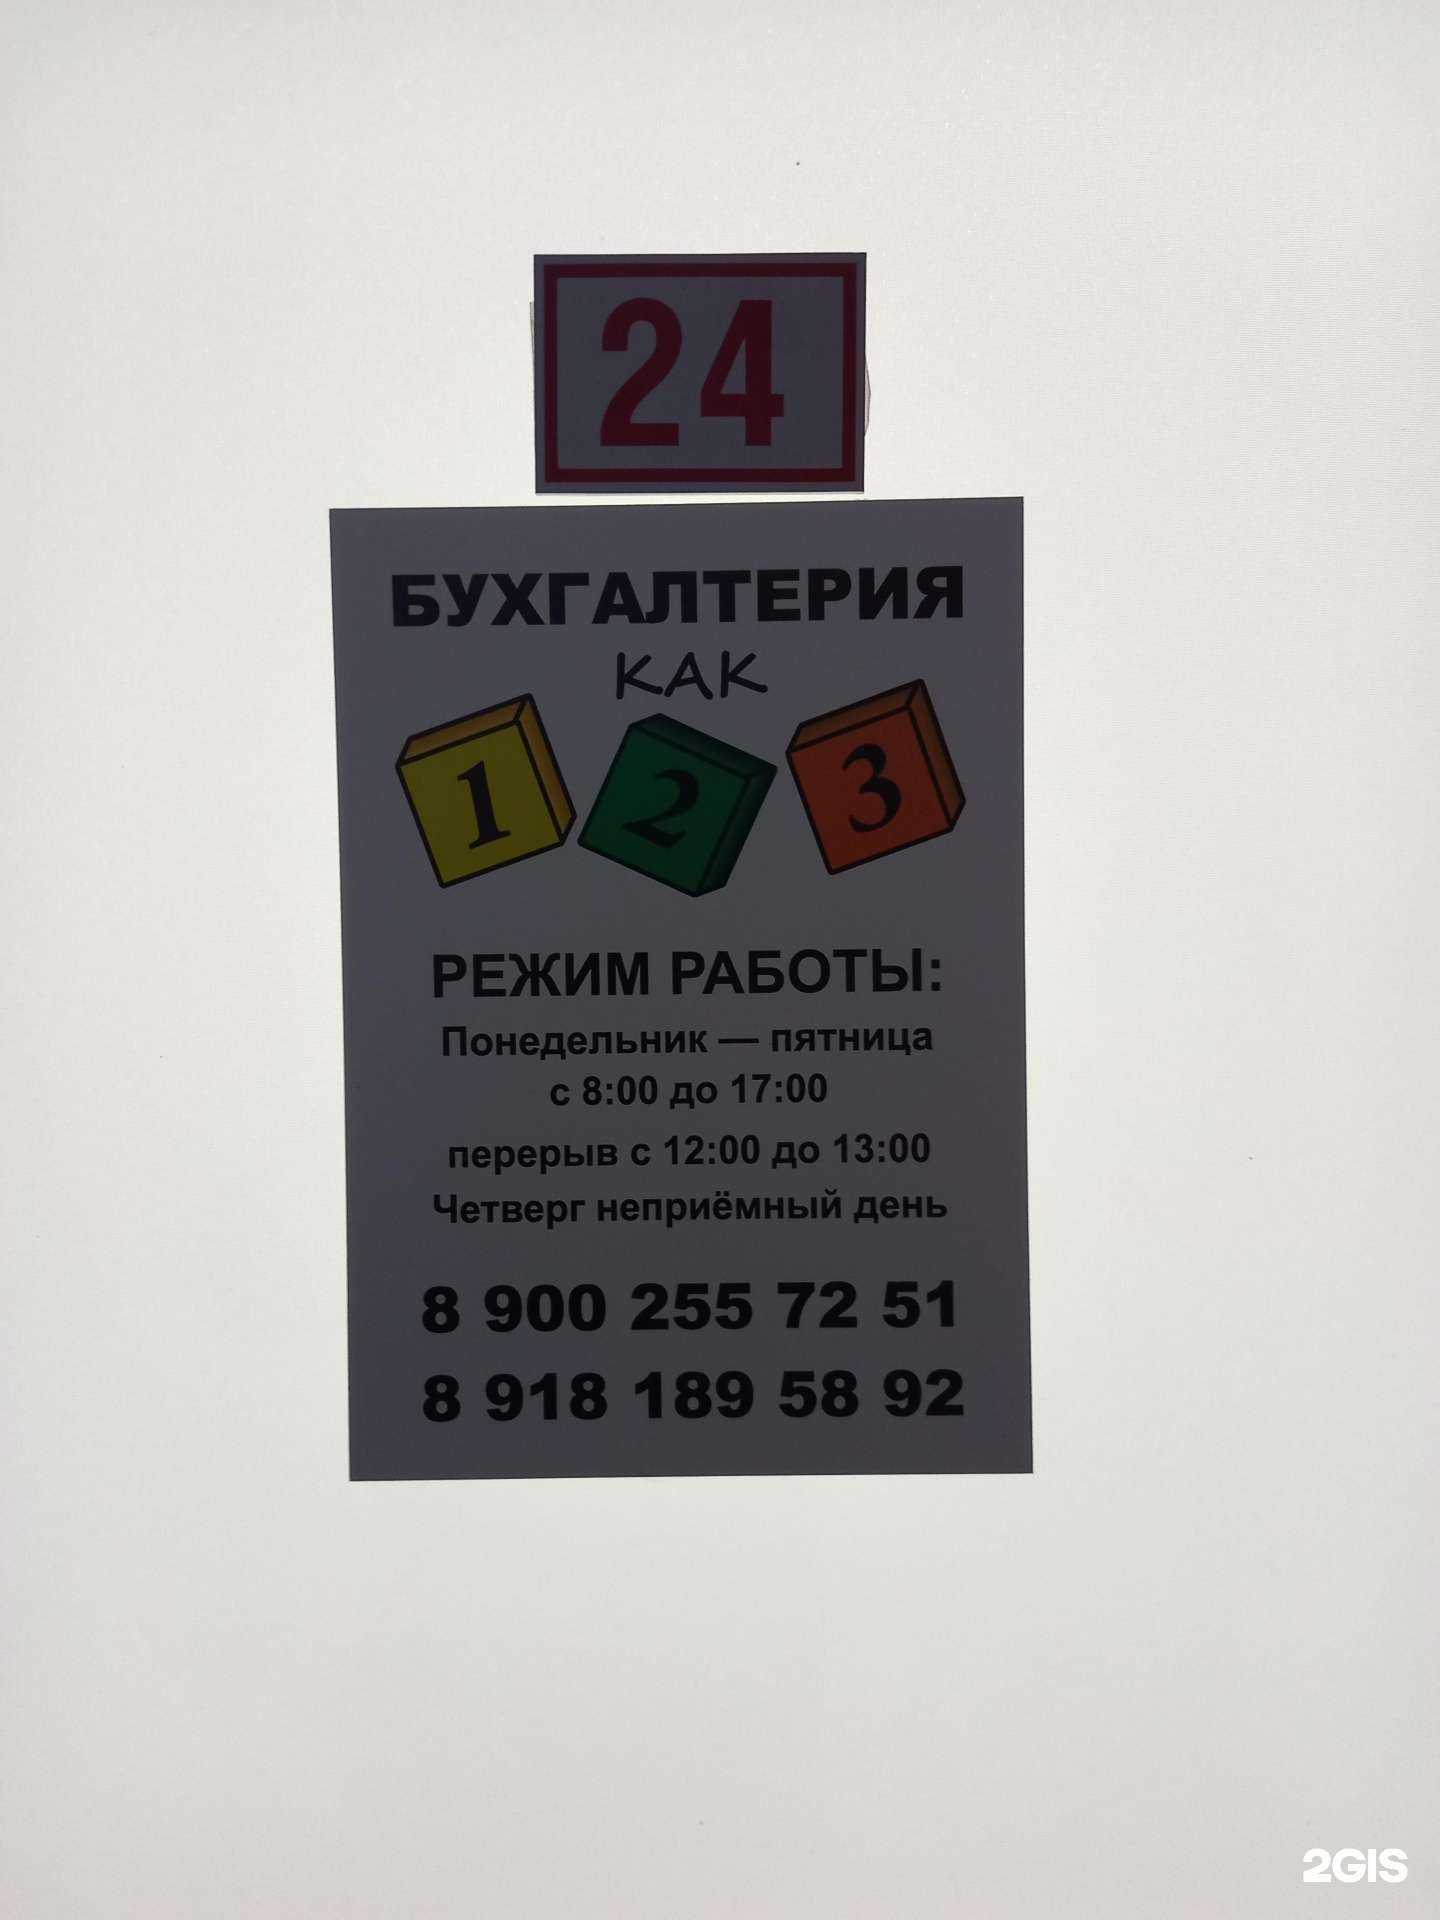 24
БУХГАЛТЕРИЯ
КАК
1 2 3
РЕЖИМ РАБОТЫ:
Понедельник — пятница
с 8:00 до 17:00
перерыв с 12:00 до 13:00
Четверг неприёмный день
8 900 255 72 51
8 918 189 58 92
2GIS